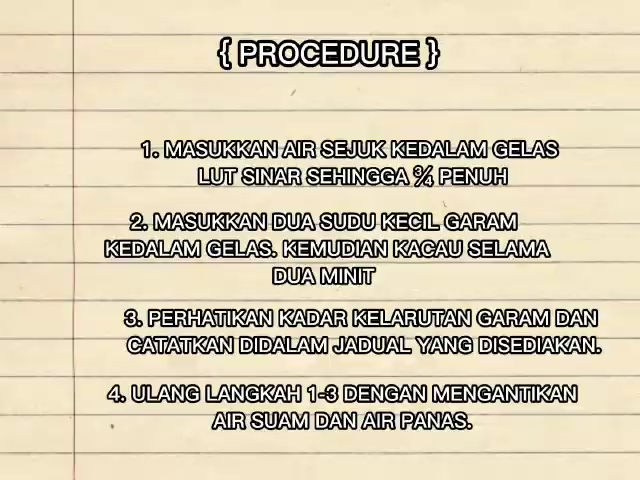 { PROCEDURE }
1. MASUKKAN AIR SEJUK KEDALAM GELAS
LUT SINAR SEHINGGA ¾ PENUH
2. MASUKKAN DUA SUDU KECIL GARAM
KEDALAM GELAS. KEMUDIAN KACAU SELAMA
DUA MINIT
3. PERHATIKAN KADAR KELARUTAN GARAM DAN
CATATKAN DIDALAM JADUAL YANG DISEDIAKAN.
4. ULANG LANGKAH 1-3 DENGAN MENGANTIKAN
AIR SUAM DAN AIR PANAS.